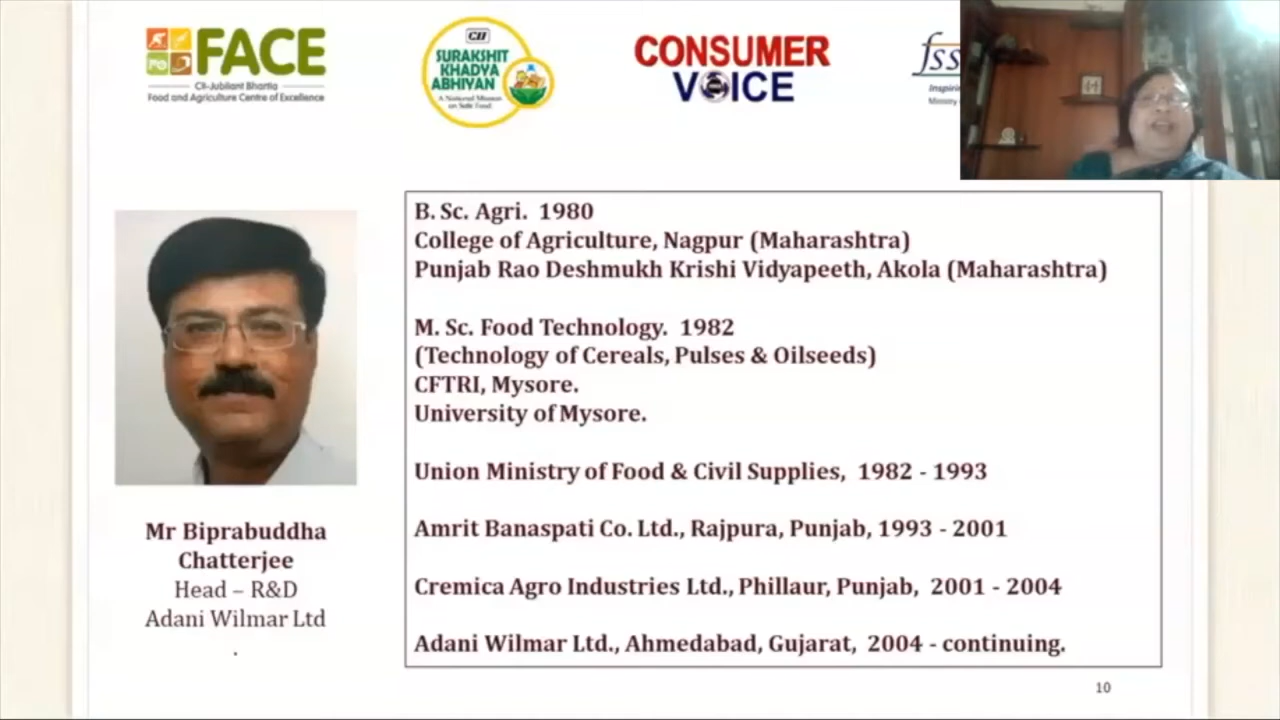 FACE
CII-Jubilant Bhartia
Food and Agriculture Centre of Excellence
CII
SURAKSHIT
KHADYA
ABHIYAN
A National Mission
on Safe Food
CONSUMER
VOICE
fss
Inspirin
Ministry
B. Sc. Agri. 1980
College of Agriculture, Nagpur (Maharashtra)
Punjab Rao Deshmukh Krishi Vidyapeeth, Akola (Maharashtra)
M. Sc. Food Technology. 1982
(Technology of Cereals, Pulses & Oilseeds)
CFTRI, Mysore.
University of Mysore.
Union Ministry of Food & Civil Supplies, 1982 - 1993
Amrit Banaspati Co. Ltd., Rajpura, Punjab, 1993 - 2001
Cremica Agro Industries Ltd., Phillaur, Punjab, 2001 - 2004
Adani Wilmar Ltd., Ahmedabad, Gujarat, 2004 - continuing.
Mr Biprabuddha
Chatterjee
Head – R&D
Adani Wilmar Ltd
.
10